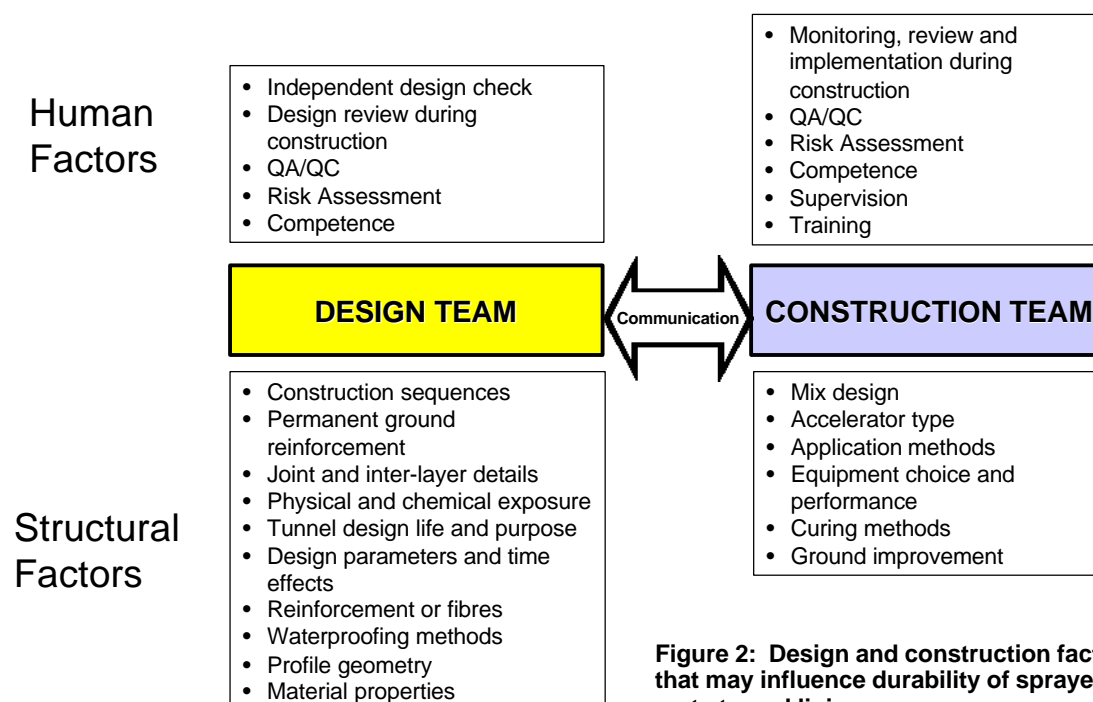 Human
Factors
• Independent design check
• Design review during
construction
• QA/QC
• Risk Assessment
• Competence
• Monitoring, review and
implementation during
construction
• QA/QC
• Risk Assessment
• Competence
• Supervision
• Training
DESIGN TEAM
Communication
CONSTRUCTION TEAM
Structural
Factors
• Construction sequences
• Permanent ground
reinforcement
• Joint and inter-layer details
• Physical and chemical exposure
• Tunnel design life and purpose
• Design parameters and time
effects
• Reinforcement or fibres
• Waterproofing methods
• Profile geometry
• Material properties
• Mix design
• Accelerator type
• Application methods
• Equipment choice and
performance
• Curing methods
• Ground improvement
Figure 2: Design and construction fact
that may influence durability of spraye